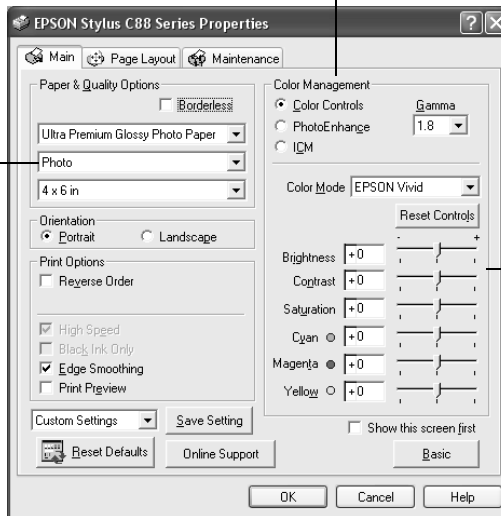 EPSON Stylus C88 Series Properties
Main
Page Layout
Maintenance
Paper & Quality Options
Borderless
Ultra Premium Glossy Photo Paper
Photo
4 x 6 in
Orientation
Portrait
Landscape
Print Options
Reverse Order
High Speed
Black Ink Only
Edge Smoothing
Print Preview
Custom Settings
Save Setting
Reset Defaults
Online Support
Color Management
Color Controls
PhotoEnhance
ICM
Gamma
1.8
Color Mode EPSON Vivid
Reset Controls
- +
Brightness +0
Contrast +0
Saturation +0
Cyan +0
Magenta +0
Yellow +0
Show this screen first
Basic
OK
Cancel
Help